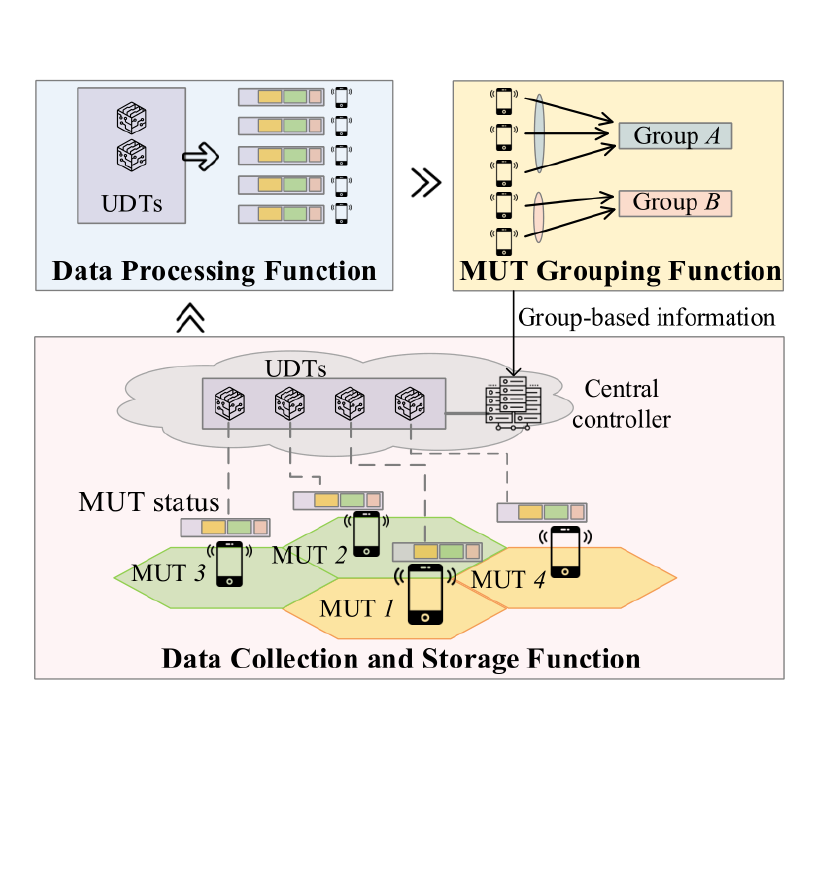 UDTs
Data Processing Function
Group A
Group B
MUT Grouping Function
Group-based information
UDTs
Central
controller
MUT status
MUT 2
MUT 3
MUT 4
MUT 1
Data Collection and Storage Function